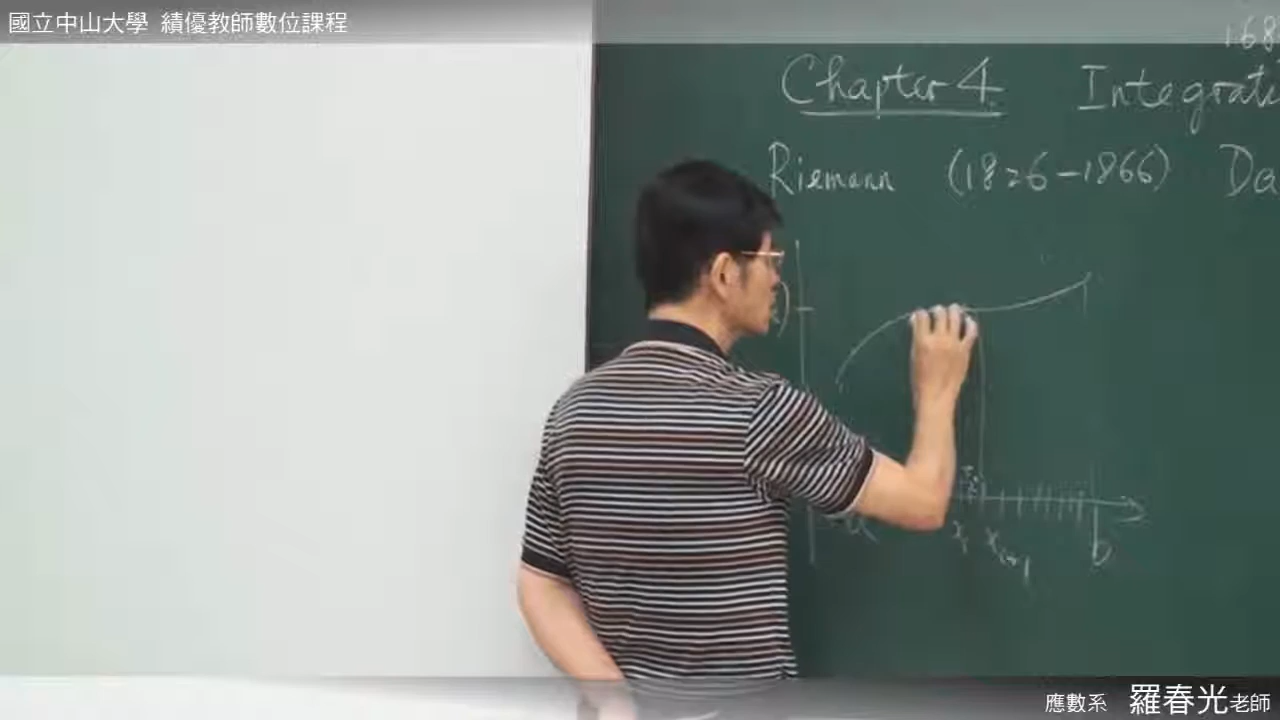 國立中山大學 績優教師數位課程
168
Chapter 4 Integrati
Riemann (1826-1866) Da
x_i x_{i+1} b
應數系 羅春光老師